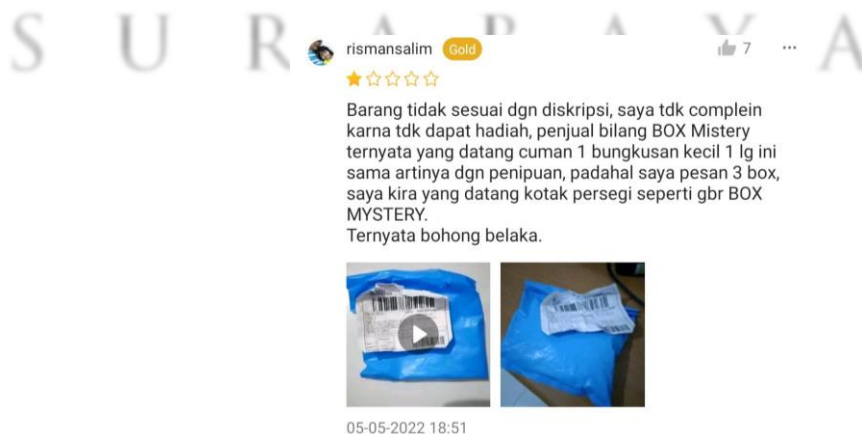 S U R A B A Y A
rismansalim Gold 7 ...
Barang tidak sesuai dgn diskripsi, saya tdk complein
karna tdk dapat hadiah, penjual bilang BOX Mistery
ternyata yang datang cuman 1 bungkusan kecil 1 lg ini
sama artinya dgn penipuan, padahal saya pesan 3 box,
saya kira yang datang kotak persegi seperti gbr BOX
MYSTERY.
Ternyata bohong belaka.
05-05-2022 18:51